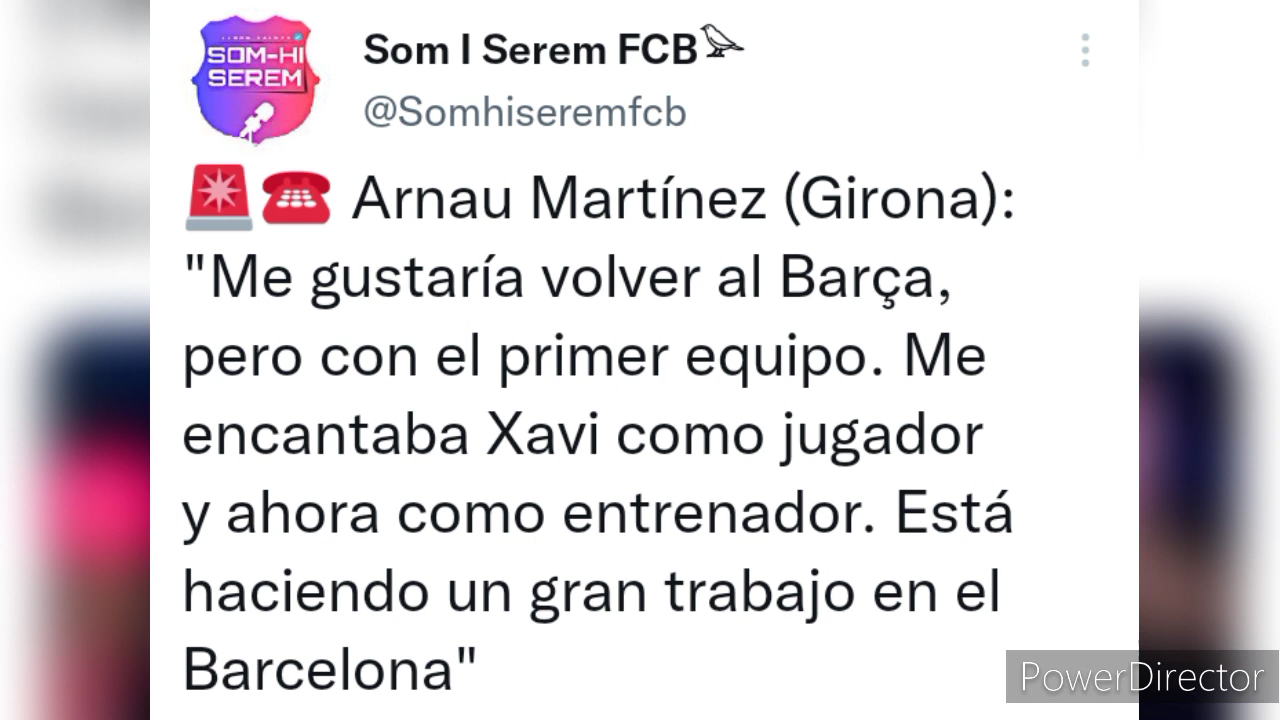 SOM-HI
SEREM
Som I Serem FCB
@Somhiseremfcb
🚨☎️ Arnau Martínez (Girona):
"Me gustaría volver al Barça,
pero con el primer equipo. Me
encantaba Xavi como jugador
y ahora como entrenador. Está
haciendo un gran trabajo en el
Barcelona"
PowerDirector